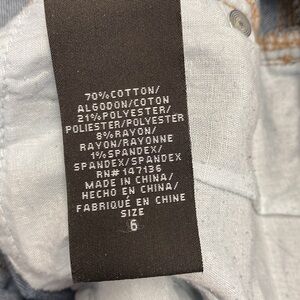 70% COTTON/
ALGODON/COTON
21% POLYESTER/
POLIESTER/POLYESTER
8% RAYON/
RAYON/RAYONNE
1% SPANDEX/
SPANDEX/SPANDEX
RN# 147136
MADE IN CHINA/
HECHO EN CHINA/
FABRIQUÉ EN CHINE
SIZE
6